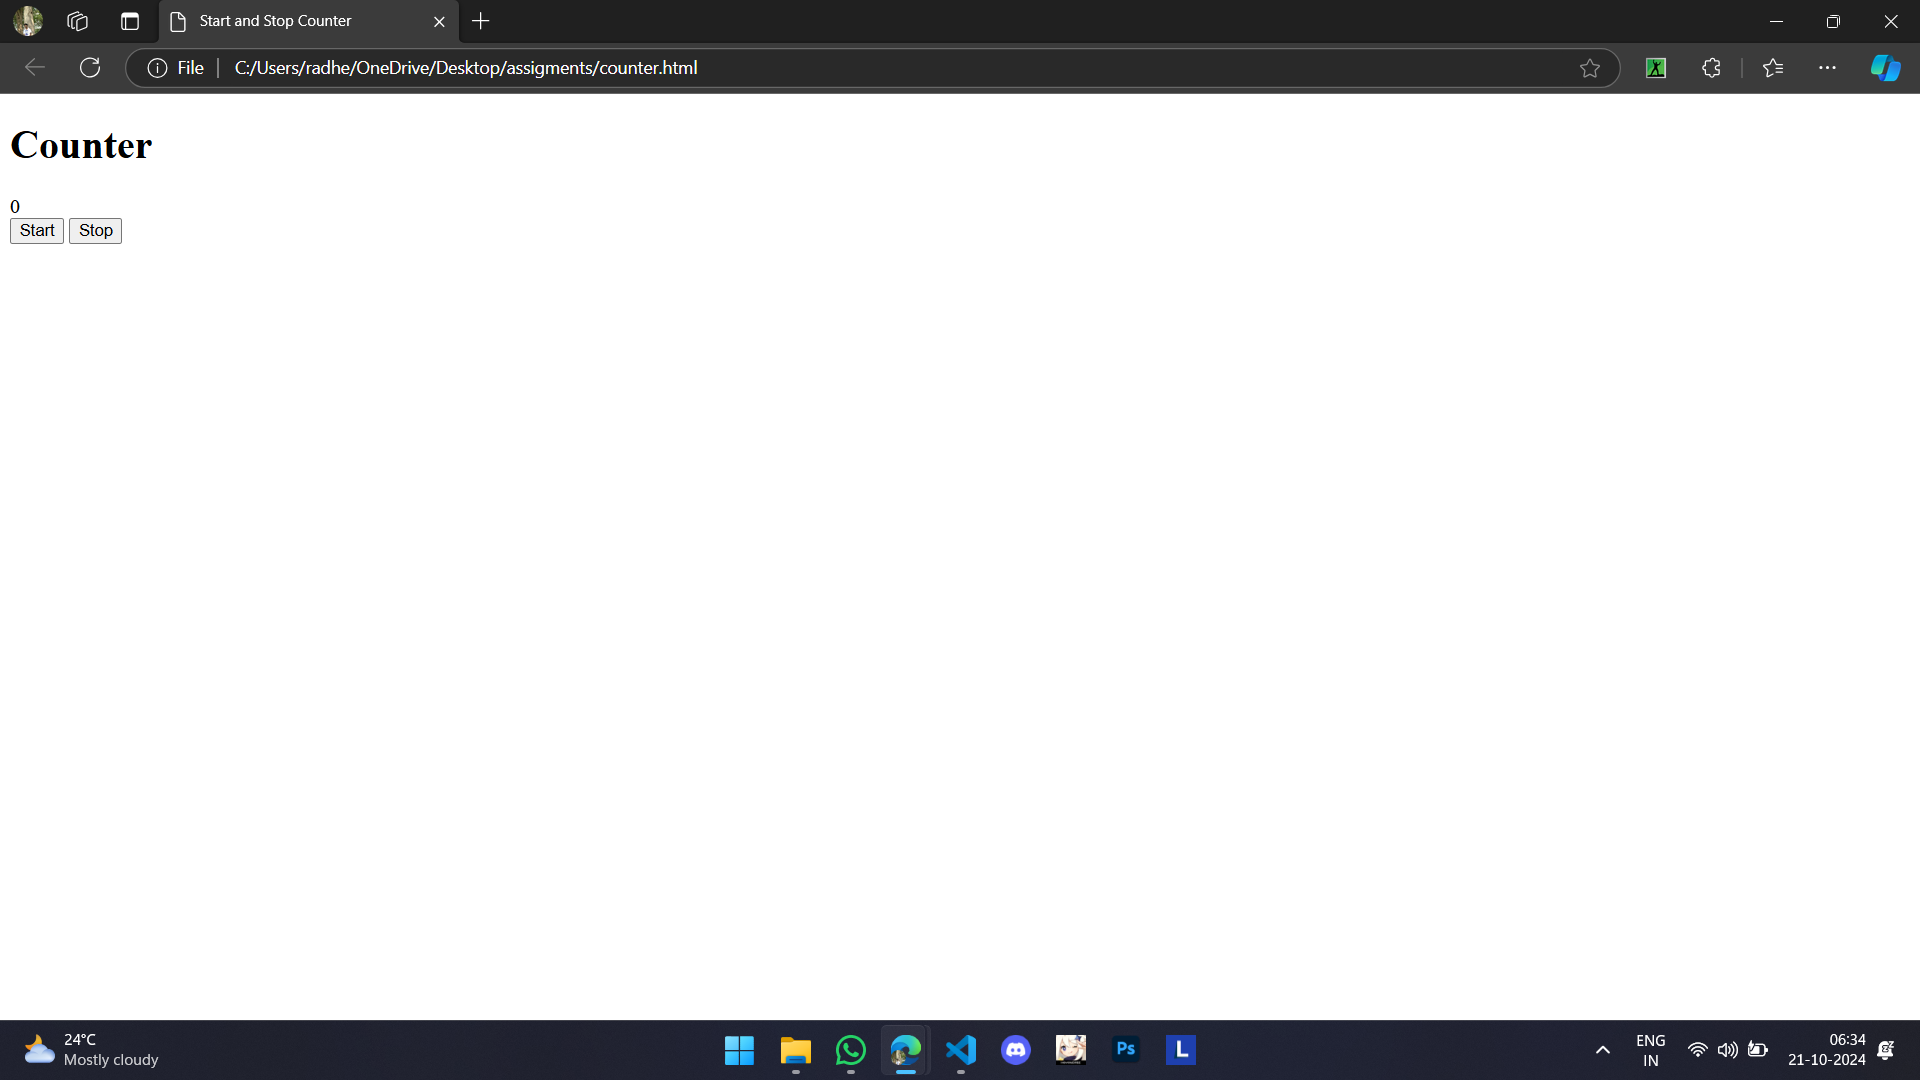 Start and Stop Counter
File
C:/Users/radhe/OneDrive/Desktop/assigments/counter.html
Counter
0
Start Stop
24°C
Mostly cloudy
Ps
L
ENG
IN
06:34
21-10-2024